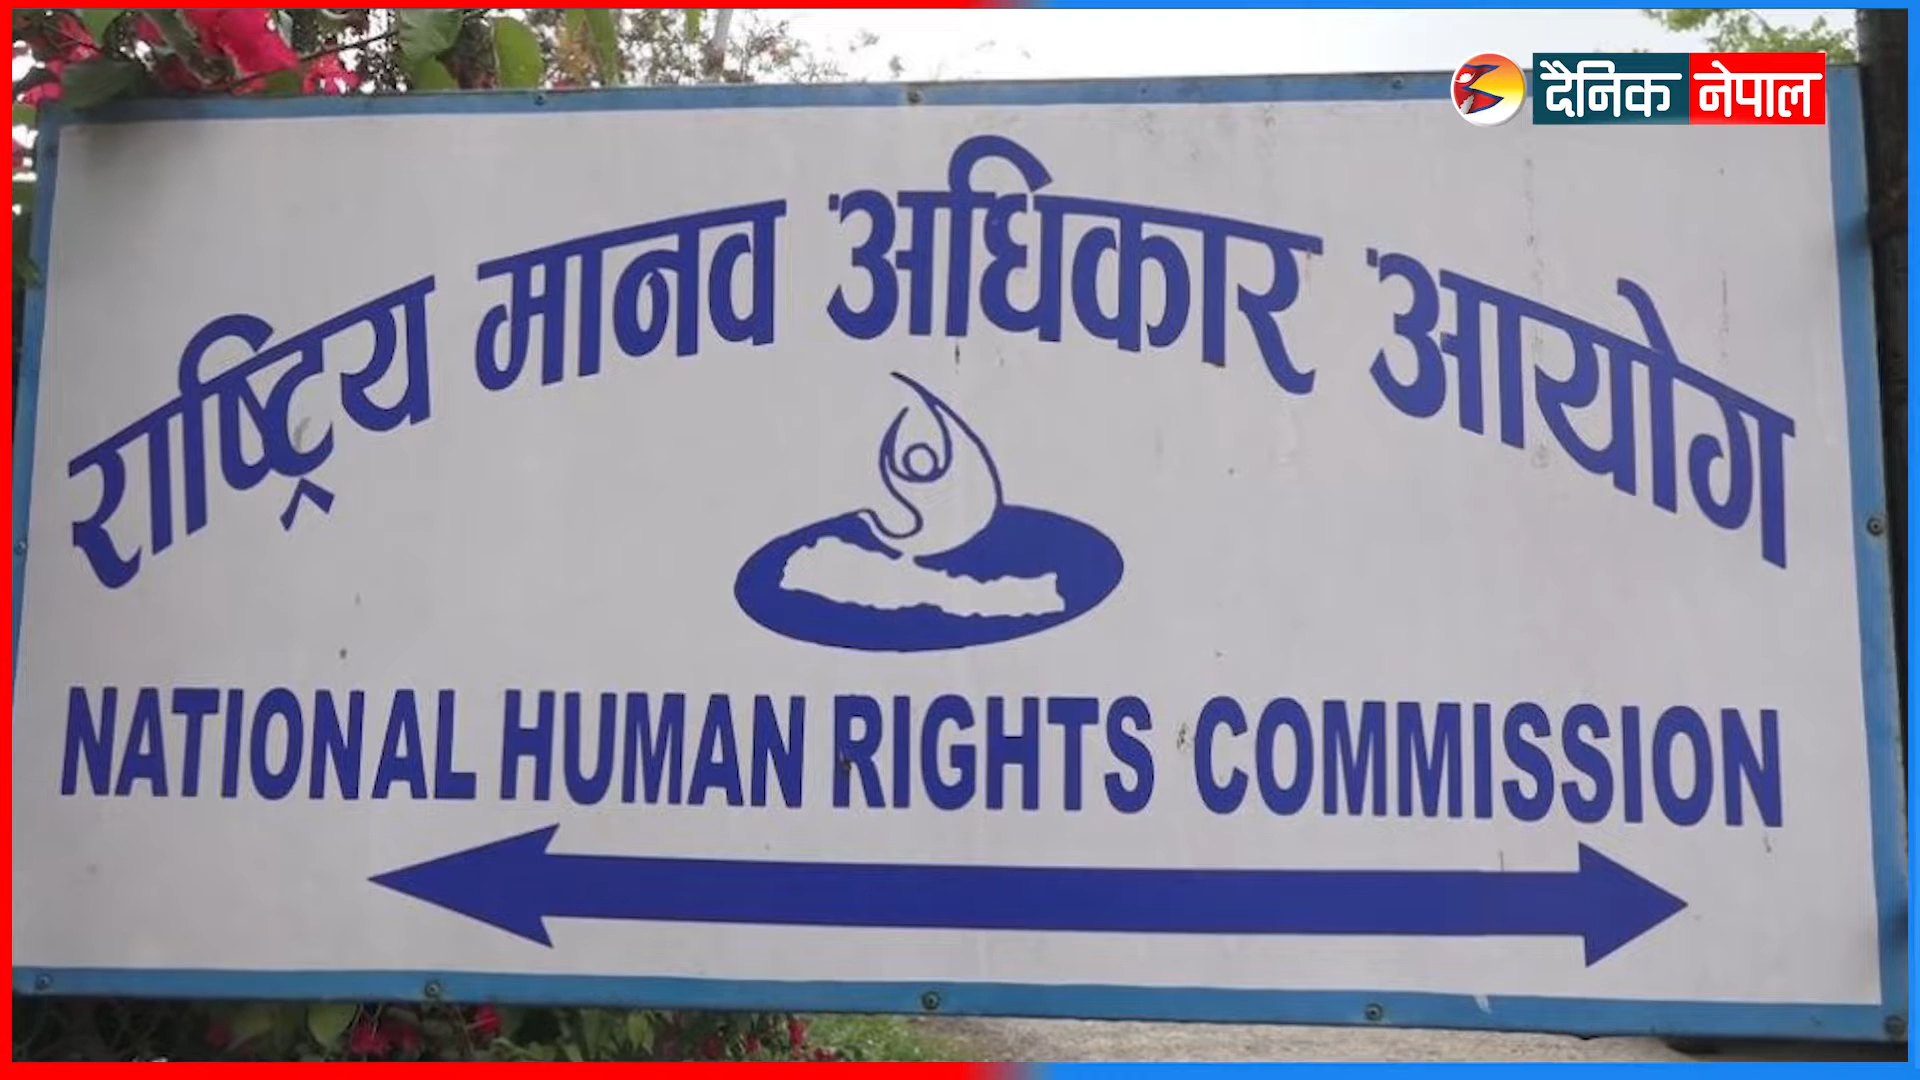 दैनिक नेपाल
राष्ट्रिय मानव अधिकार आयोग
NATIONAL HUMAN RIGHTS COMMISSION